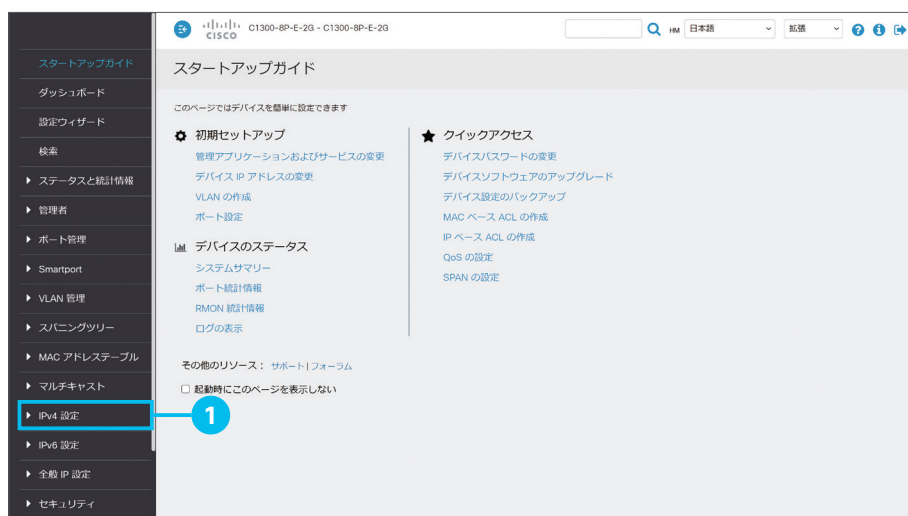 cisco C1300-8P-E-2G - C1300-8P-E-2G HM 日本語 拡張
スタートアップガイド
ダッシュボード
設定ウィザード
検索
ステータスと統計情報
管理者
ポート管理
Smartport
VLAN 管理
スパニングツリー
MAC アドレステーブル
マルチキャスト
IPv4 設定
1
IPv6 設定
全般 IP 設定
セキュリティ
スタートアップガイド
このページではデバイスを簡単に設定できます
初期セットアップ
管理アプリケーションおよびサービスの変更
デバイス IP アドレスの変更
VLAN の作成
ポート設定
デバイスのステータス
システムサマリー
ポート統計情報
RMON 統計情報
ログの表示
クイックアクセス
デバイスパスワードの変更
デバイスソフトウェアのアップグレード
デバイス設定のバックアップ
MAC ベース ACL の作成
IP ベース ACL の作成
QoS の設定
SPAN の設定
その他のリソース： サポート | フォーラム
起動時にこのページを表示しない